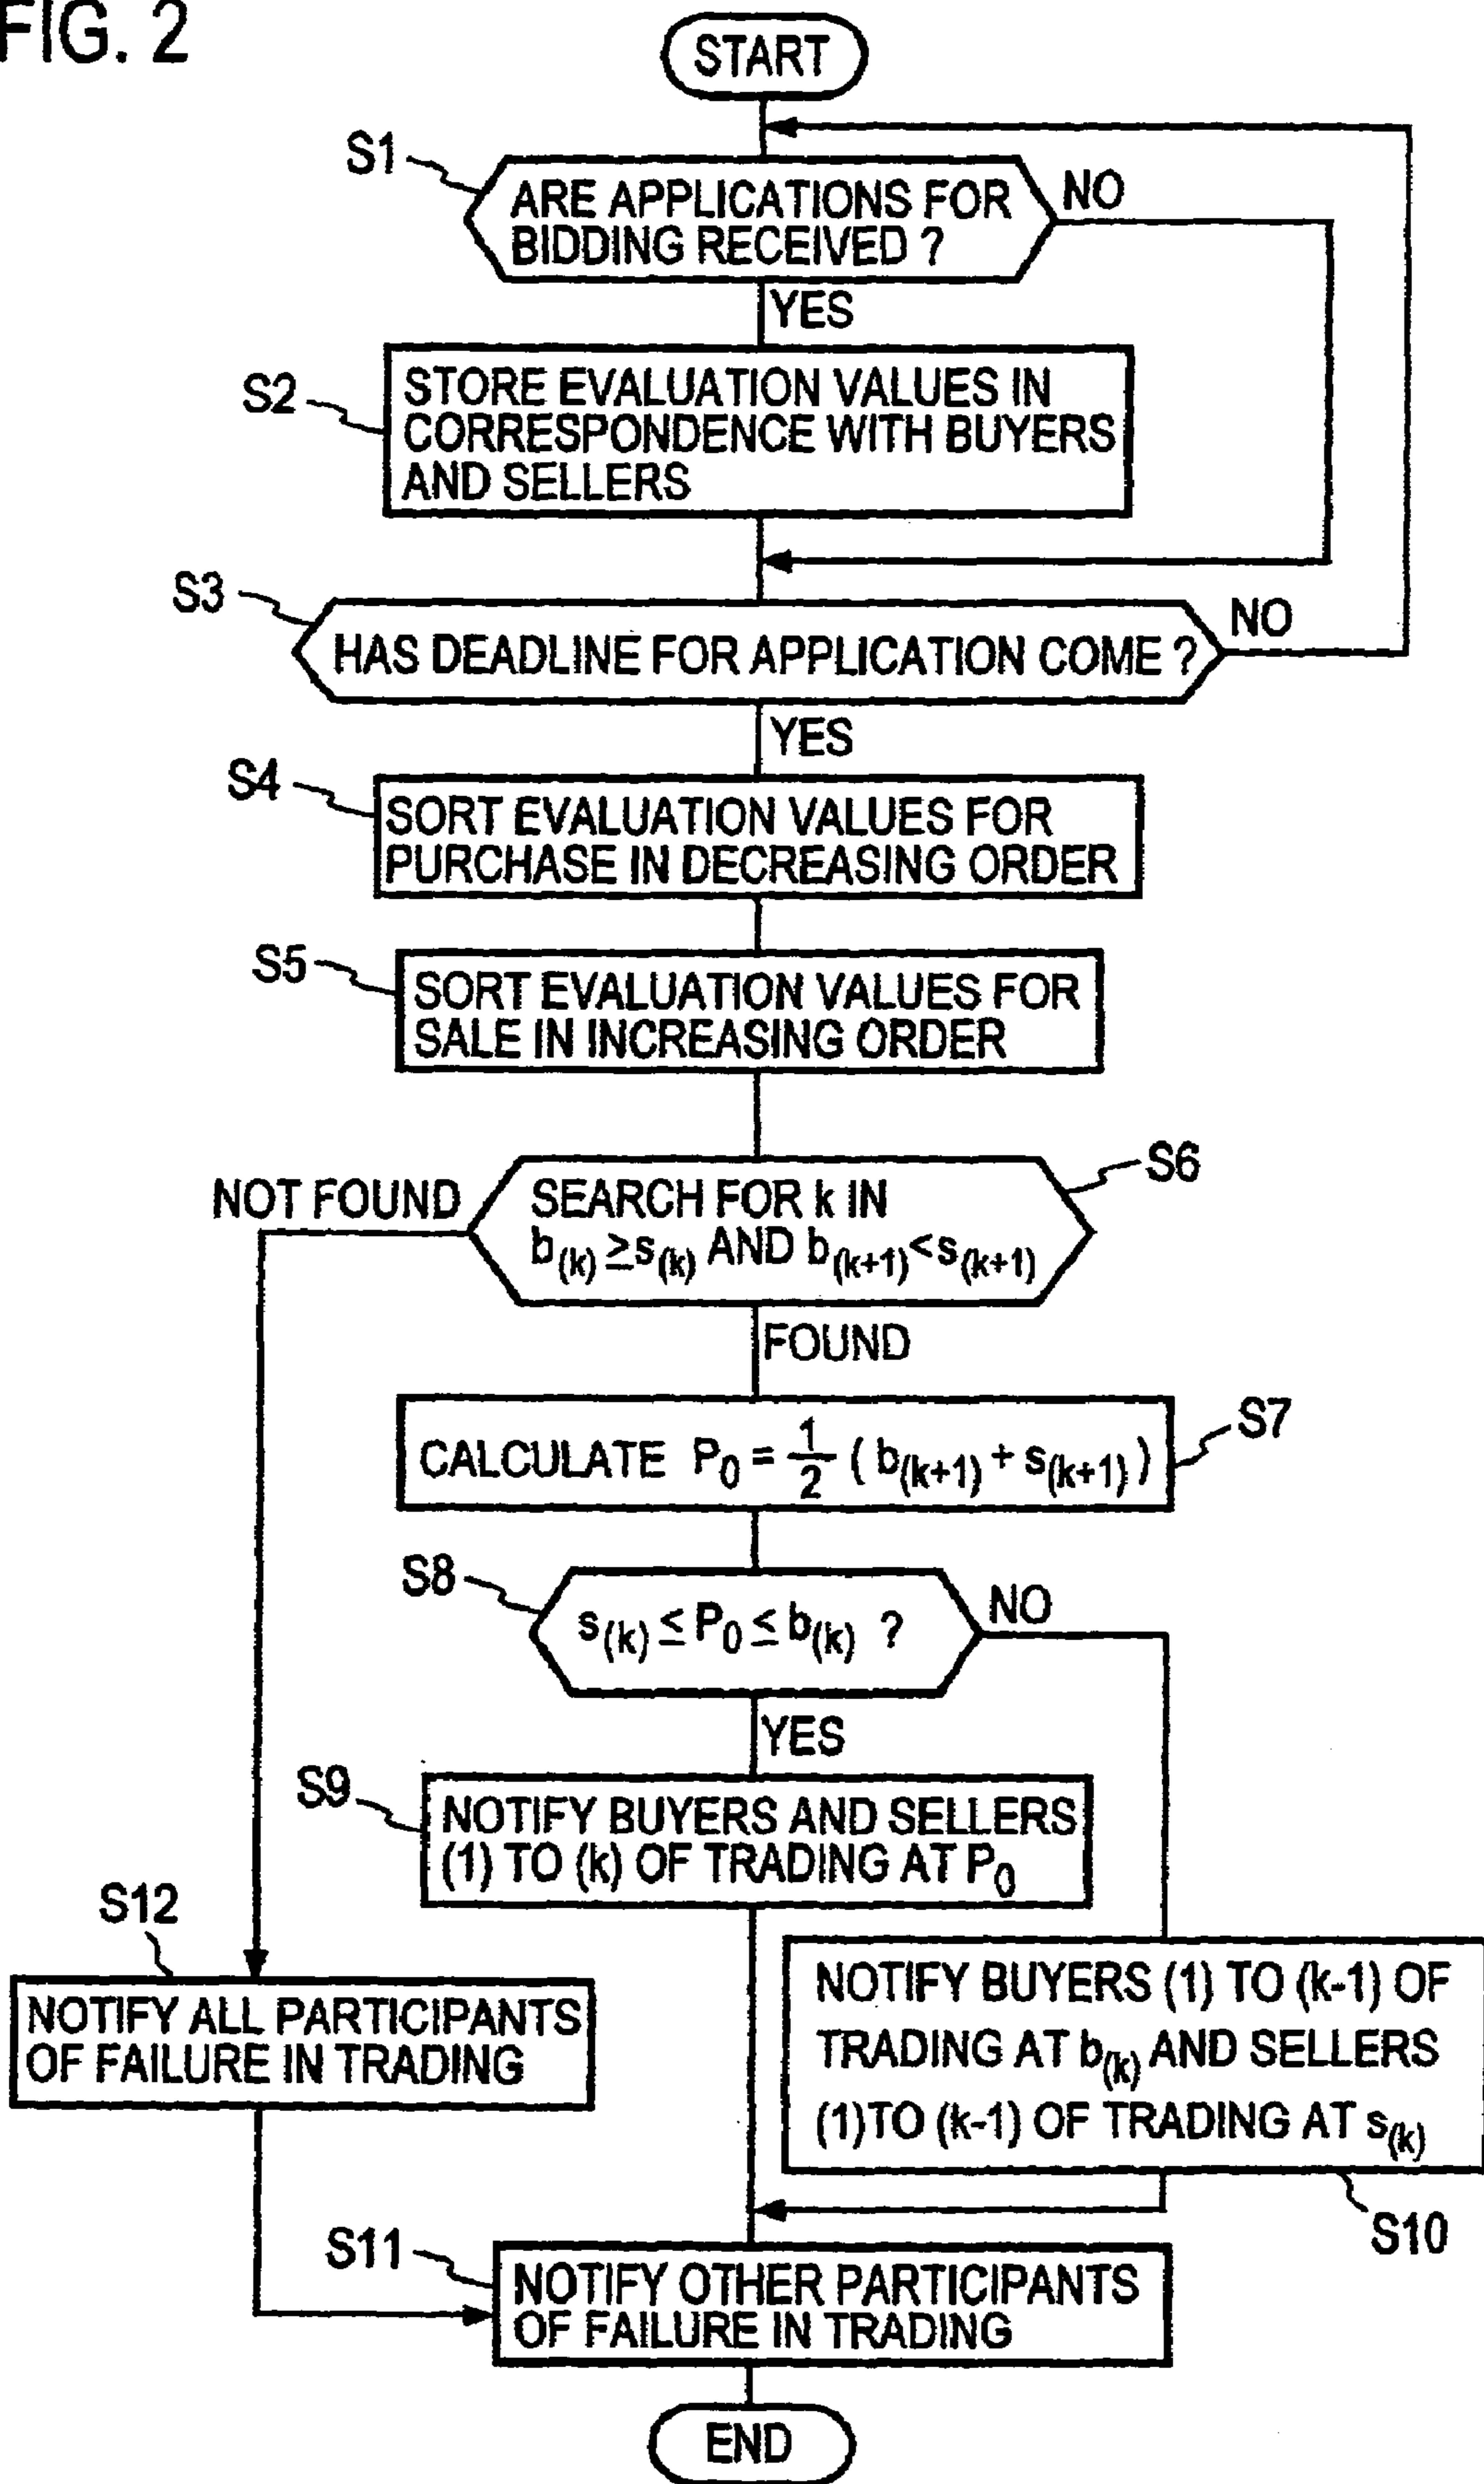 FIG. 2
START
S1
ARE APPLICATIONS FOR
BIDDING RECEIVED ?
NO
YES
S2
STORE EVALUATION VALUES IN
CORRESPONDENCE WITH BUYERS
AND SELLERS
S3
HAS DEADLINE FOR APPLICATION COME ?
NO
YES
S4
SORT EVALUATION VALUES FOR
PURCHASE IN DECREASING ORDER
S5
SORT EVALUATION VALUES FOR
SALE IN INCREASING ORDER
S6
NOT FOUND
SEARCH FOR k IN
b(k) ≥ s(k) AND b(k+1) < s(k+1)
FOUND
S7
CALCULATE P0 = 1/2 ( b(k+1) + s(k+1) )
S8
s(k) ≤ P0 ≤ b(k) ?
NO
YES
S9
NOTIFY BUYERS AND SELLERS
(1) TO (k) OF TRADING AT P0
S12
NOTIFY ALL PARTICIPANTS
OF FAILURE IN TRADING
NOTIFY BUYERS (1) TO (k-1) OF
TRADING AT b(k) AND SELLERS
(1)TO (k-1) OF TRADING AT s(k)
S10
S11
NOTIFY OTHER PARTICIPANTS
OF FAILURE IN TRADING
END